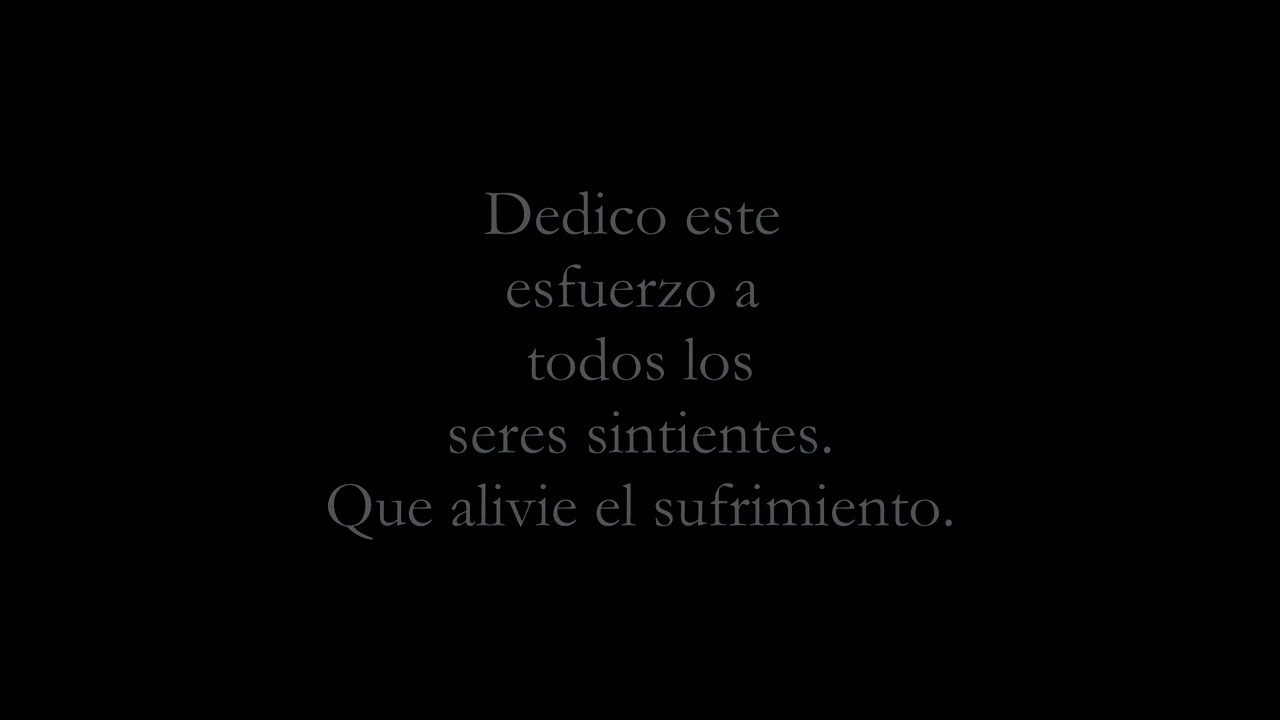 Dedico este
esfuerzo a
todos los
seres sintientes.
Que alivie el sufrimiento.